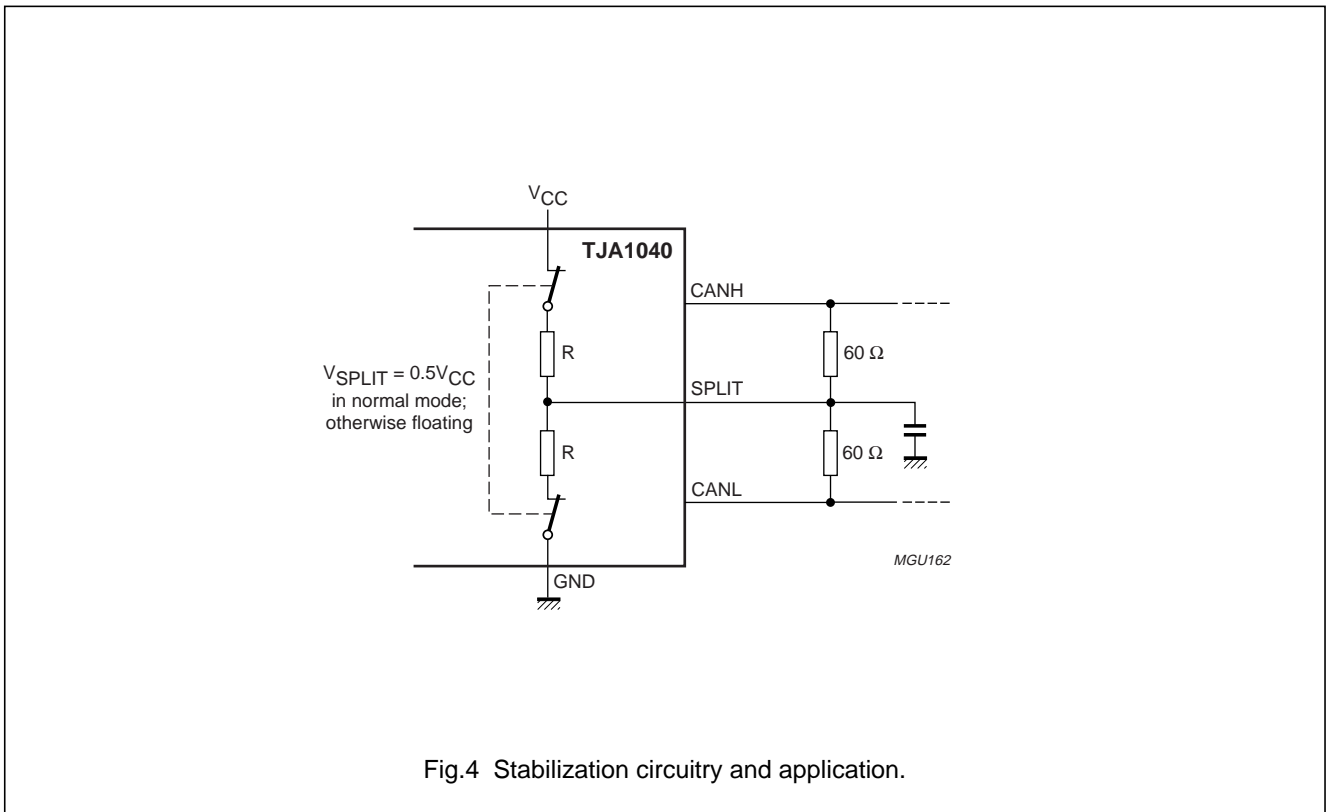 VCC
TJA1040
CANH
R
60 Ω
VSPLIT = 0.5VCC
in normal mode;
otherwise floating
SPLIT
R
60 Ω
CANL
MGU162
GND
Fig.4 Stabilization circuitry and application.